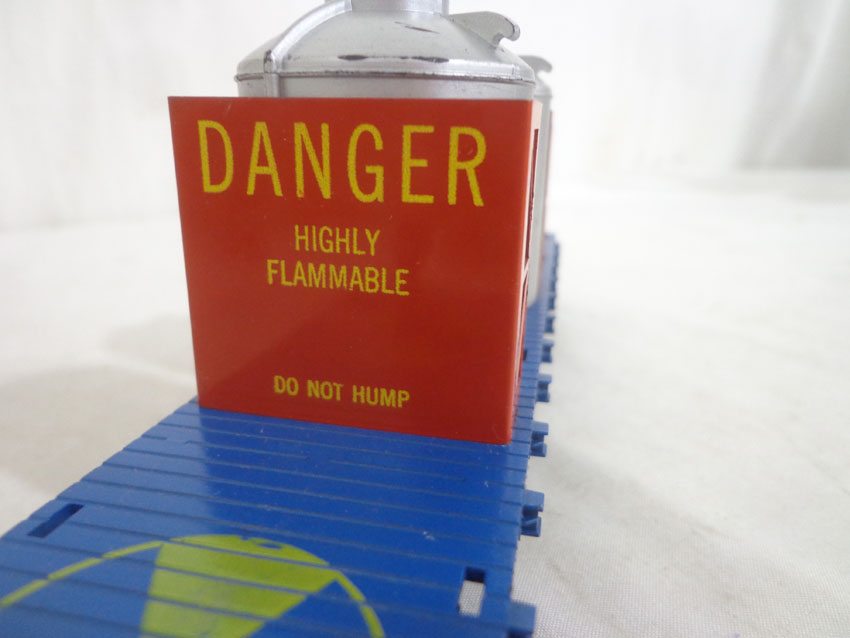 DANGER
HIGHLY
FLAMMABLE
DO NOT HUMP